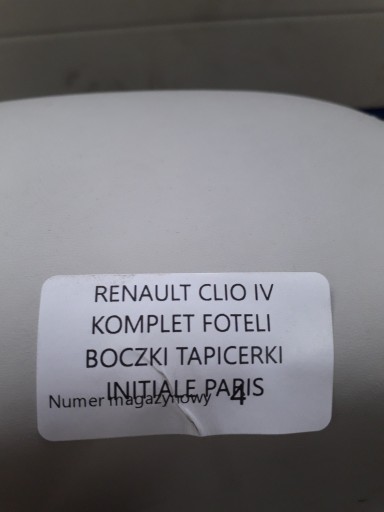 RENAULT CLIO IV
KOMPLET FOTELI
BOCZKI TAPICERKI
INITIALE PARIS
Numer magazynowy 4